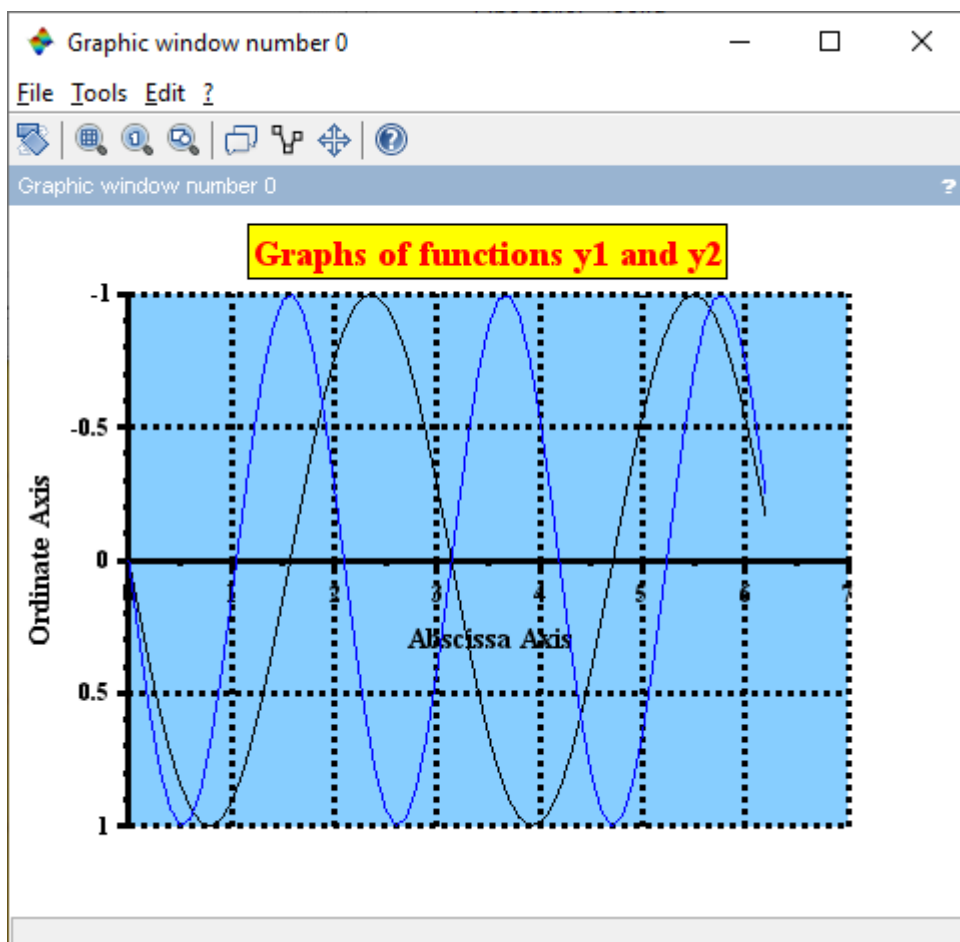 Graphic window number 0
File Tools Edit ?
Graphic window number 0 ?
Graphs of functions y1 and y2
-1
-0.5
0
0.5
1
Ordinate Axis
1 2 3 4 5 6 7
Abscissa Axis